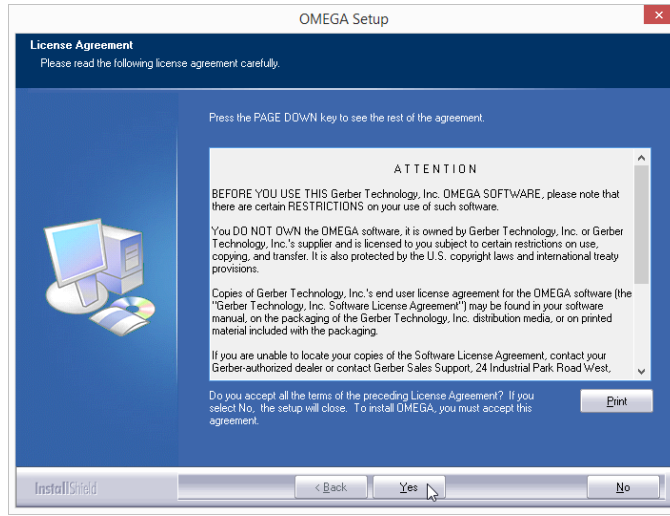 OMEGA Setup
License Agreement
Please read the following license agreement carefully.
Press the PAGE DOWN key to see the rest of the agreement.
ATTENTION
BEFORE YOU USE THIS Gerber Technology, Inc. OMEGA SOFTWARE, please note that
there are certain RESTRICTIONS on your use of such software.
You DO NOT OWN the OMEGA software, it is owned by Gerber Technology, Inc. or Gerber
Technology, Inc.'s supplier and is licensed to you subject to certain restrictions on use,
copying, and transfer. It is also protected by the U.S. copyright laws and international treaty
provisions.
Copies of Gerber Technology, Inc.'s end user license agreement for the OMEGA software (the
"Gerber Technology, Inc. Software License Agreement") may be found in your software
manual, on the packaging of the Gerber Technology, Inc. distribution media, or on printed
material included with the packaging.
If you are unable to locate your copies of the Software License Agreement, contact your
Gerber-authorized dealer or contact Gerber Sales Support, 24 Industrial Park Road West,
Do you accept all the terms of the preceding License Agreement? If you
select No, the setup will close. To install OMEGA, you must accept this
agreement.
Print
InstallShield
< Back
Yes
No